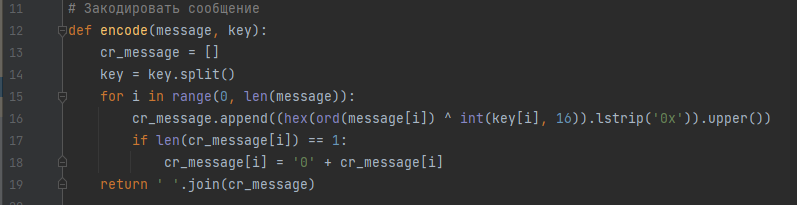 11 # Закодировать сообщение
12 def encode(message, key):
13 cr_message = []
14 key = key.split()
15 for i in range(0, len(message)):
16 cr_message.append((hex(ord(message[i]) ^ int(key[i], 16)).lstrip('0x')).upper())
17 if len(cr_message[i]) == 1:
18 cr_message[i] = '0' + cr_message[i]
19 return ' '.join(cr_message)